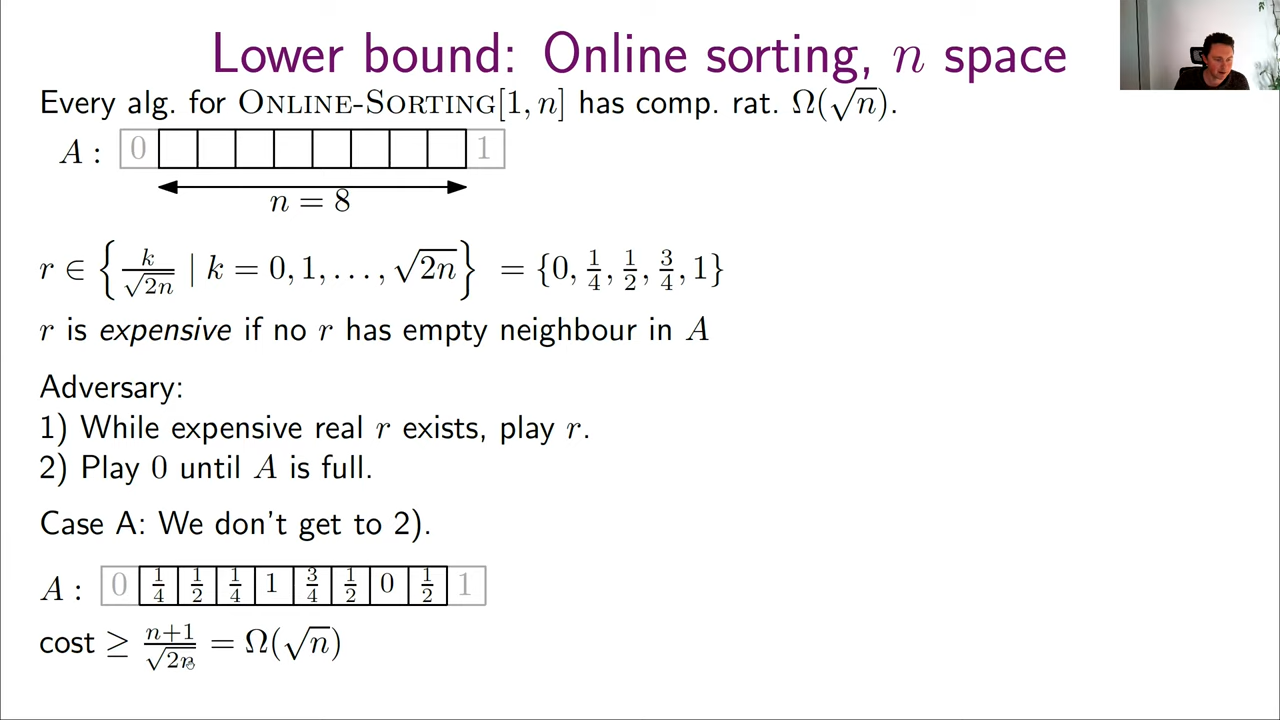 Lower bound: Online sorting, n space
Every alg. for ONLINE-SORTING[1, n] has comp. rat. Ω(√n).
A : 0 1
n = 8
r ∈ { k/√2n | k = 0, 1, . . . , √2n } = {0, 1/4, 1/2, 3/4, 1}
r is expensive if no r has empty neighbour in A
Adversary:
1) While expensive real r exists, play r.
2) Play 0 until A is full.
Case A: We don't get to 2).
A : 0 1/4 1/2 1/4 1 3/4 1/2 0 1/2 1
cost ≥ n+1/√2n = Ω(√n)